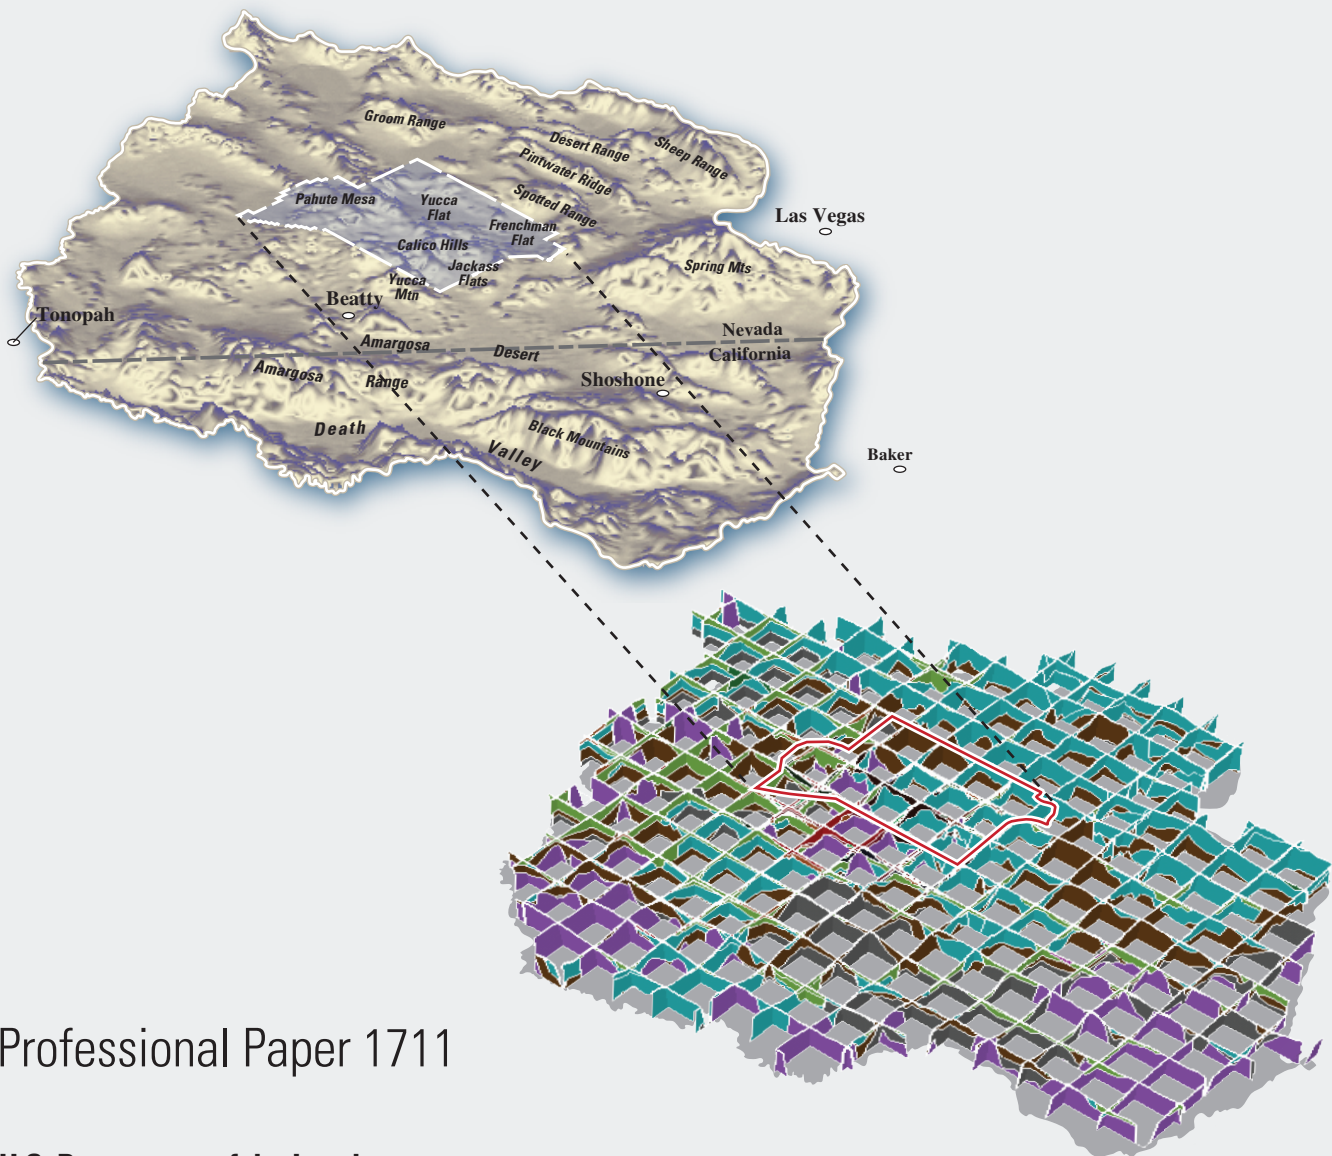 Groom Range
Desert Range
Sheep Range
Pintwater Ridge
Spotted Range
Pahute Mesa
Yucca
Flat
Frenchman
Flat
Las Vegas
Calico Hills
Jackass
Flats
Spring Mts
Yucca
Mtn
Beatty
Tonopah
Nevada
California
Amargosa
Desert
Amargosa
Range
Shoshone
Death
Valley
Black Mountains
Baker
Professional Paper 1711